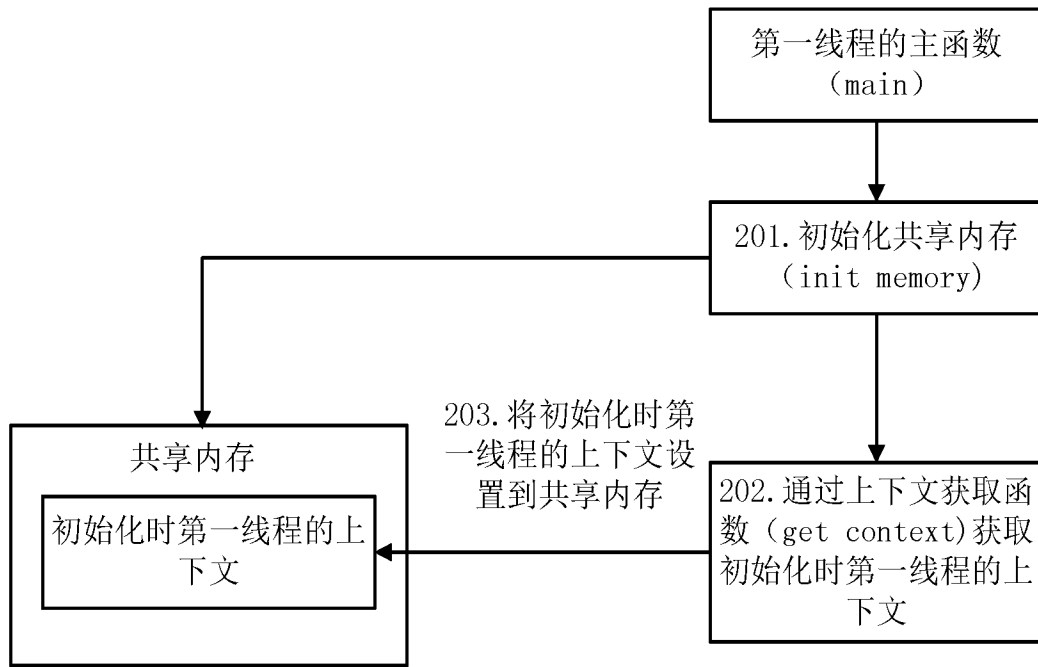 第一线程的主函数
（main）
201.初始化共享内存
（init memory)
203.将初始化时第
一线程的上下文设
置到共享内存
共享内存
初始化时第一线程的上
下文
202.通过上下文获取函
数（get context)获取
初始化时第一线程的上
下文